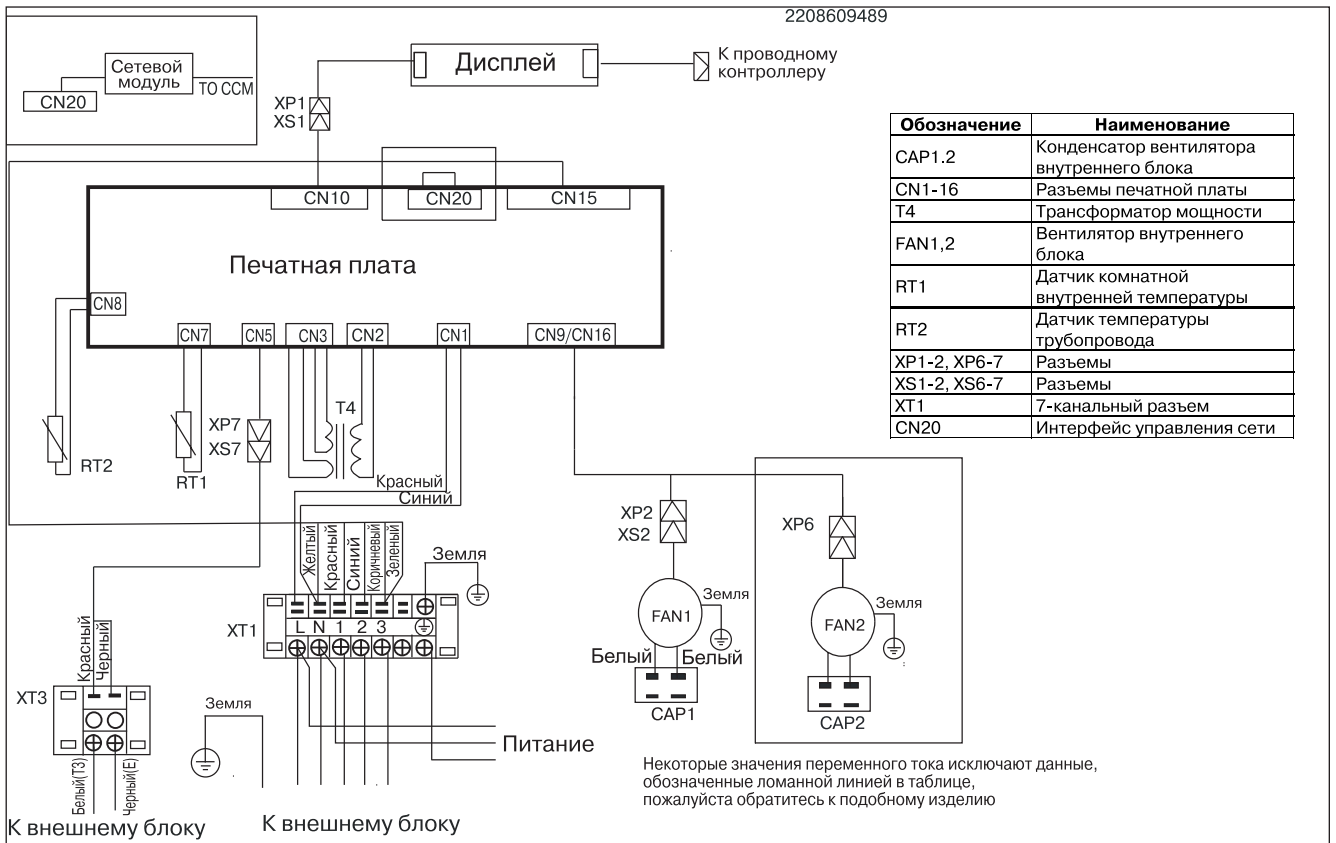 2208609489
Сетевой
модуль
CN20
TO CCM
Дисплей
К проводному
контроллеру
XP1
XS1
Обозначение Наименование
CAP1.2 Конденсатор вентилятора
внутреннего блока
CN1-16 Разъемы печатной платы
T4 Трансформатор мощности
FAN1,2 Вентилятор внутреннего
блока
RT1 Датчик комнатной
внутренней температуры
RT2 Датчик температуры
трубопровода
XP1-2, XP6-7 Разъемы
XS1-2, XS6-7 Разъемы
XT1 7-канальный разъем
CN20 Интерфейс управления сети
CN10 CN20 CN15
Печатная плата
CN8
CN7 CN5 CN3 CN2 CN1 CN9/CN16
T4
XP7
XS7
RT2
RT1
Красный
Синий
XP2
XS2
XP6
Желтый
Красный
Синий
Коричневый
Зеленый
Земля
XT1
L N 1 2 3
FAN1
Земля
FAN2
Земля
Белый Белый
CAP1
CAP2
Красный
Черный
XT3
Земля
Питание
Белый(T3)
Черный(E)
К внешнему блоку
К внешнему блоку
Некоторые значения переменного тока исключают данные,
обозначенные ломанной линией в таблице,
пожалуйста обратитесь к подобному изделию